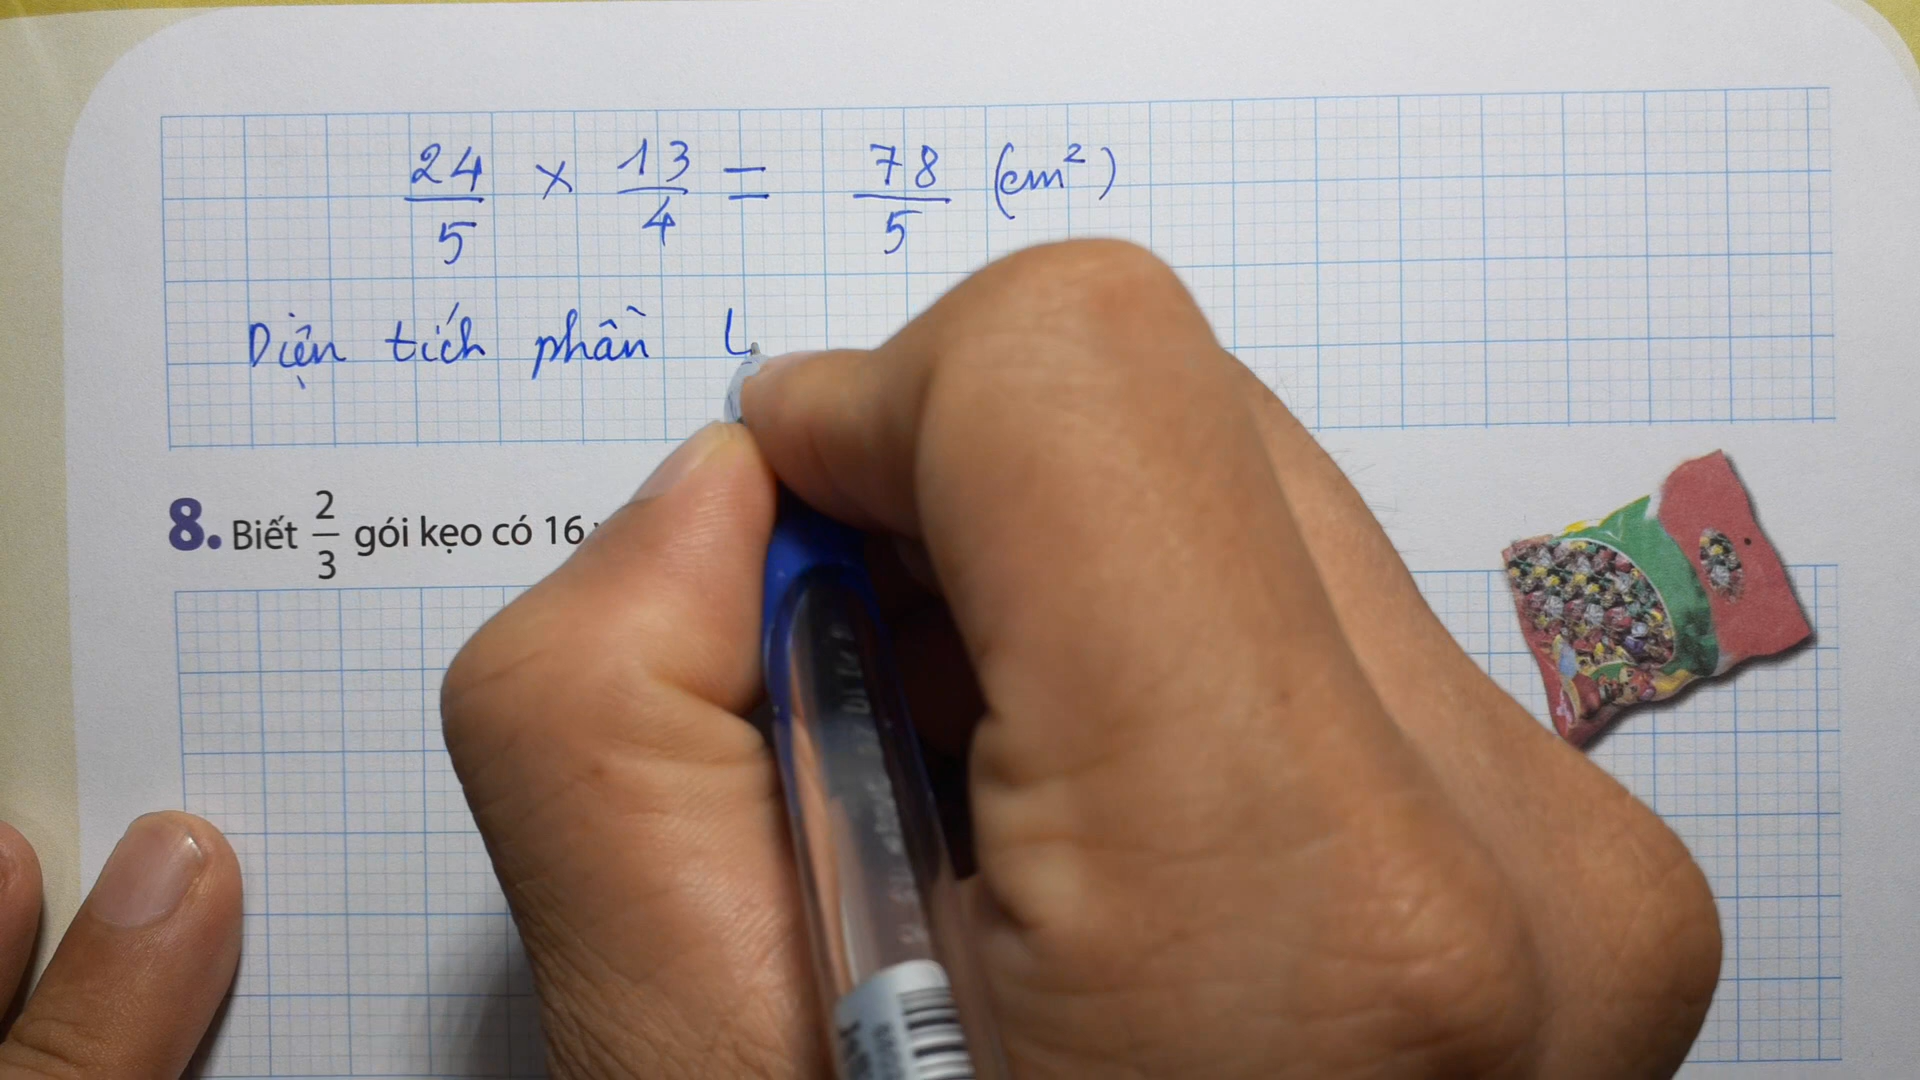 24/5 × 13/4 = 78/5 (cm²)
Diện tích phần
8. Biết 2/3 gói kẹo có 16